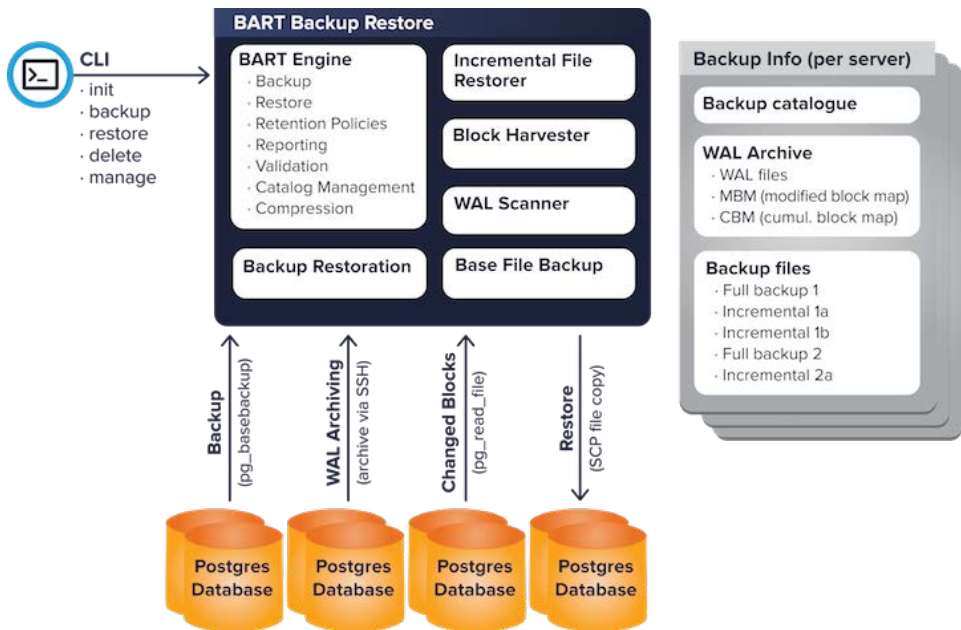 BART Backup Restore
CLI
· init
· backup
· restore
· delete
· manage
BART Engine
· Backup
· Restore
· Retention Policies
· Reporting
· Validation
· Catalog Management
· Compression
Backup Restoration
Incremental File
Restorer
Block Harvester
WAL Scanner
Base File Backup
Backup Info (per server)
Backup catalogue
WAL Archive
· WAL files
· MBM (modified block map)
· CBM (cumul. block map)
Backup files
· Full backup 1
· Incremental 1a
· Incremental 1b
· Full backup 2
· Incremental 2a
Backup
(pg_basebackup)
WAL Archiving
(archive via SSH)
Changed Blocks
(pg_read_file)
Restore
(SCP file copy)
Postgres
Database
Postgres
Database
Postgres
Database
Postgres
Database